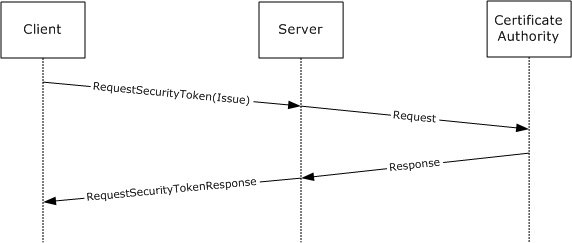 Client
Server
Certificate
Authority
RequestSecurityToken(Issue)
Request
Response
RequestSecurityTokenResponse